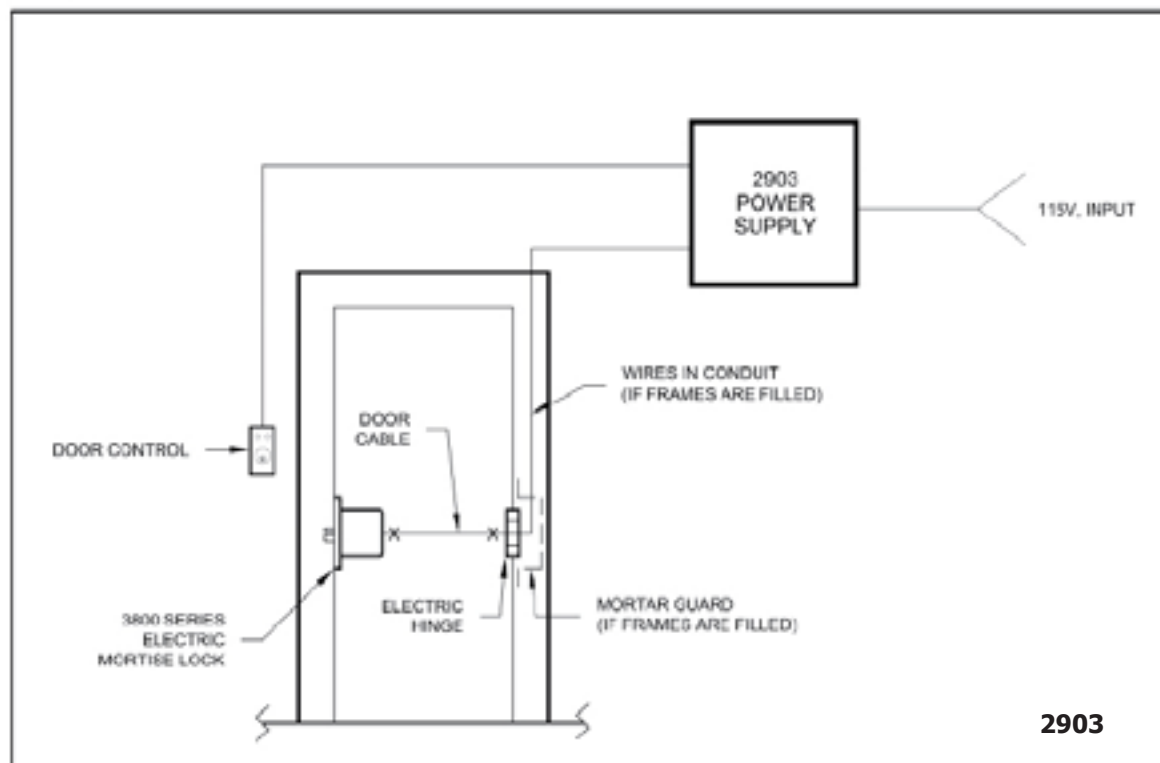 2903
POWER
SUPPLY
115V, INPUT
WIRES IN CONDUIT
(IF FRAMES ARE FILLED)
DOOR
CABLE
DOOR CONTROL
3800 SERIES
ELECTRIC
MORTISE LOCK
ELECTRIC
HINGE
MORTAR GUARD
(IF FRAMES ARE FILLED)
2903